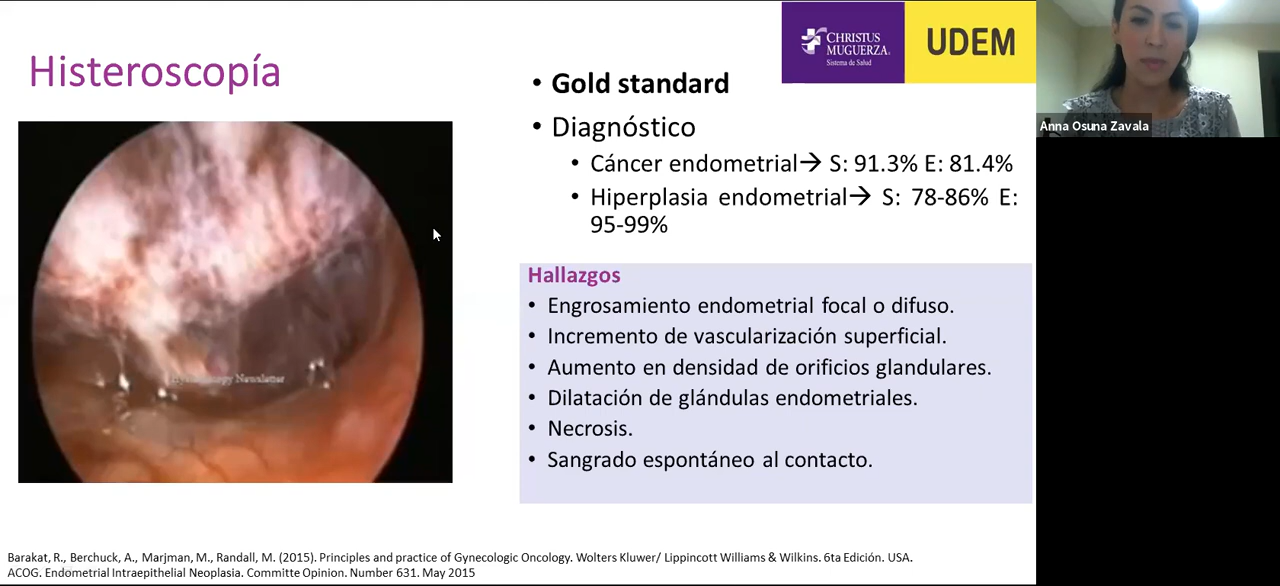 Histeroscopía
CHRISTUS
MUGUERZA.
Sistema de Salud
UDEM
• Gold standard
• Diagnóstico
• Cáncer endometrial→ S: 91.3% E: 81.4%
• Hiperplasia endometrial→ S: 78-86% E:
95-99%
Hallazgos
• Engrosamiento endometrial focal o difuso.
• Incremento de vascularización superficial.
• Aumento en densidad de orificios glandulares.
• Dilatación de glándulas endometriales.
• Necrosis.
• Sangrado espontáneo al contacto.
Newsletter
Barakat, R., Berchuck, A., Marjman, M., Randall, M. (2015). Principles and practice of Gynecologic Oncology. Wolters Kluwer/ Lippincott Williams & Wilkins. 6ta Edición. USA.
ACOG. Endometrial Intraepithelial Neoplasia. Committe Opinion. Number 631. May 2015
Anna Osuna Zavala